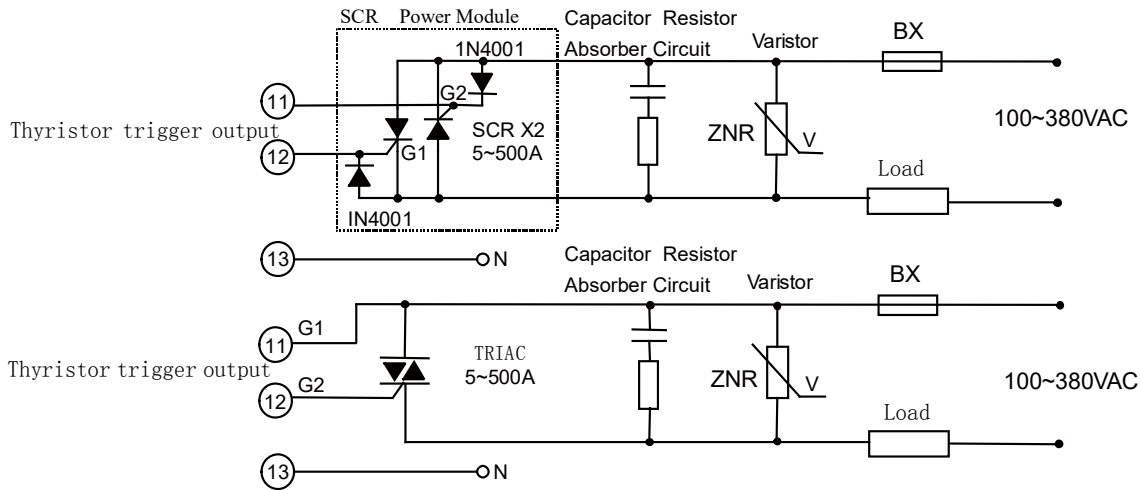 SCR Power Module
Capacitor Resistor
Absorber Circuit
Varistor
BX
1N4001
11
G2
Thyristor trigger output
SCR X2
5~500A
ZNR
V
100~380VAC
12
G1
Load
IN4001
13
N
Capacitor Resistor
Absorber Circuit
Varistor
BX
G1
11
TRIAC
5~500A
Thyristor trigger output
ZNR
V
100~380VAC
G2
12
Load
13
N